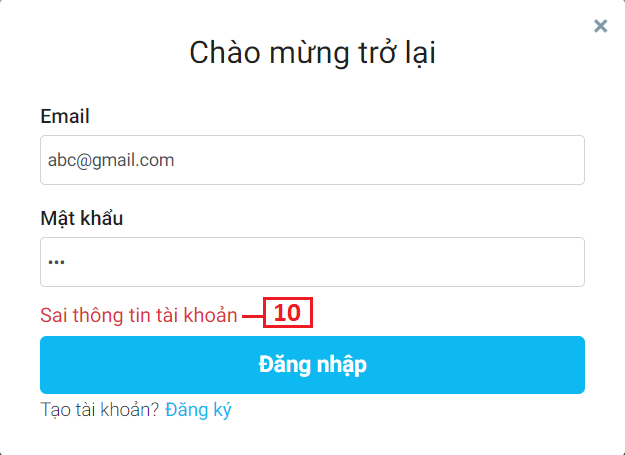 ×
Chào mừng trở lại
Email
abc@gmail.com
Mật khẩu
•••
Sai thông tin tài khoản 10
Đăng nhập
Tạo tài khoản? Đăng ký